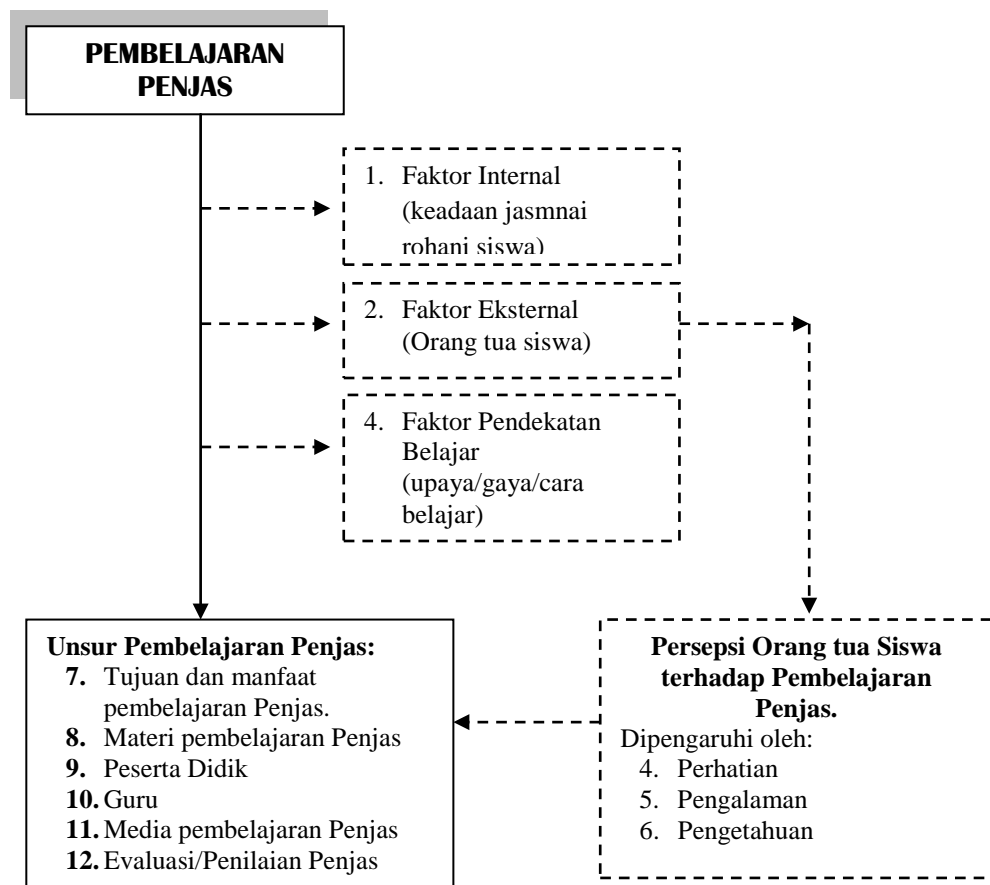 PEMBELAJARAN
PENJAS
1. Faktor Internal
(keadaan jasmnai
rohani siswa)
2. Faktor Eksternal
(Orang tua siswa)
4. Faktor Pendekatan
Belajar
(upaya/gaya/cara
belajar)
Unsur Pembelajaran Penjas:
7. Tujuan dan manfaat
pembelajaran Penjas.
8. Materi pembelajaran Penjas
9. Peserta Didik
10. Guru
11. Media pembelajaran Penjas
12. Evaluasi/Penilaian Penjas
Persepsi Orang tua Siswa
terhadap Pembelajaran
Penjas.
Dipengaruhi oleh:
4. Perhatian
5. Pengalaman
6. Pengetahuan